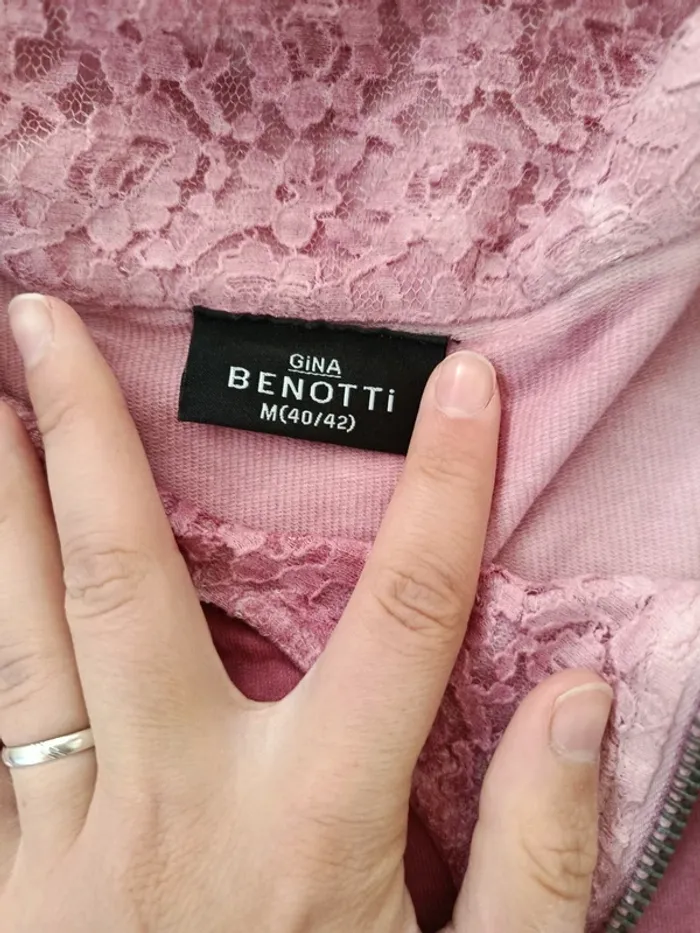 GiNA
BENOTTi
M(40/42)